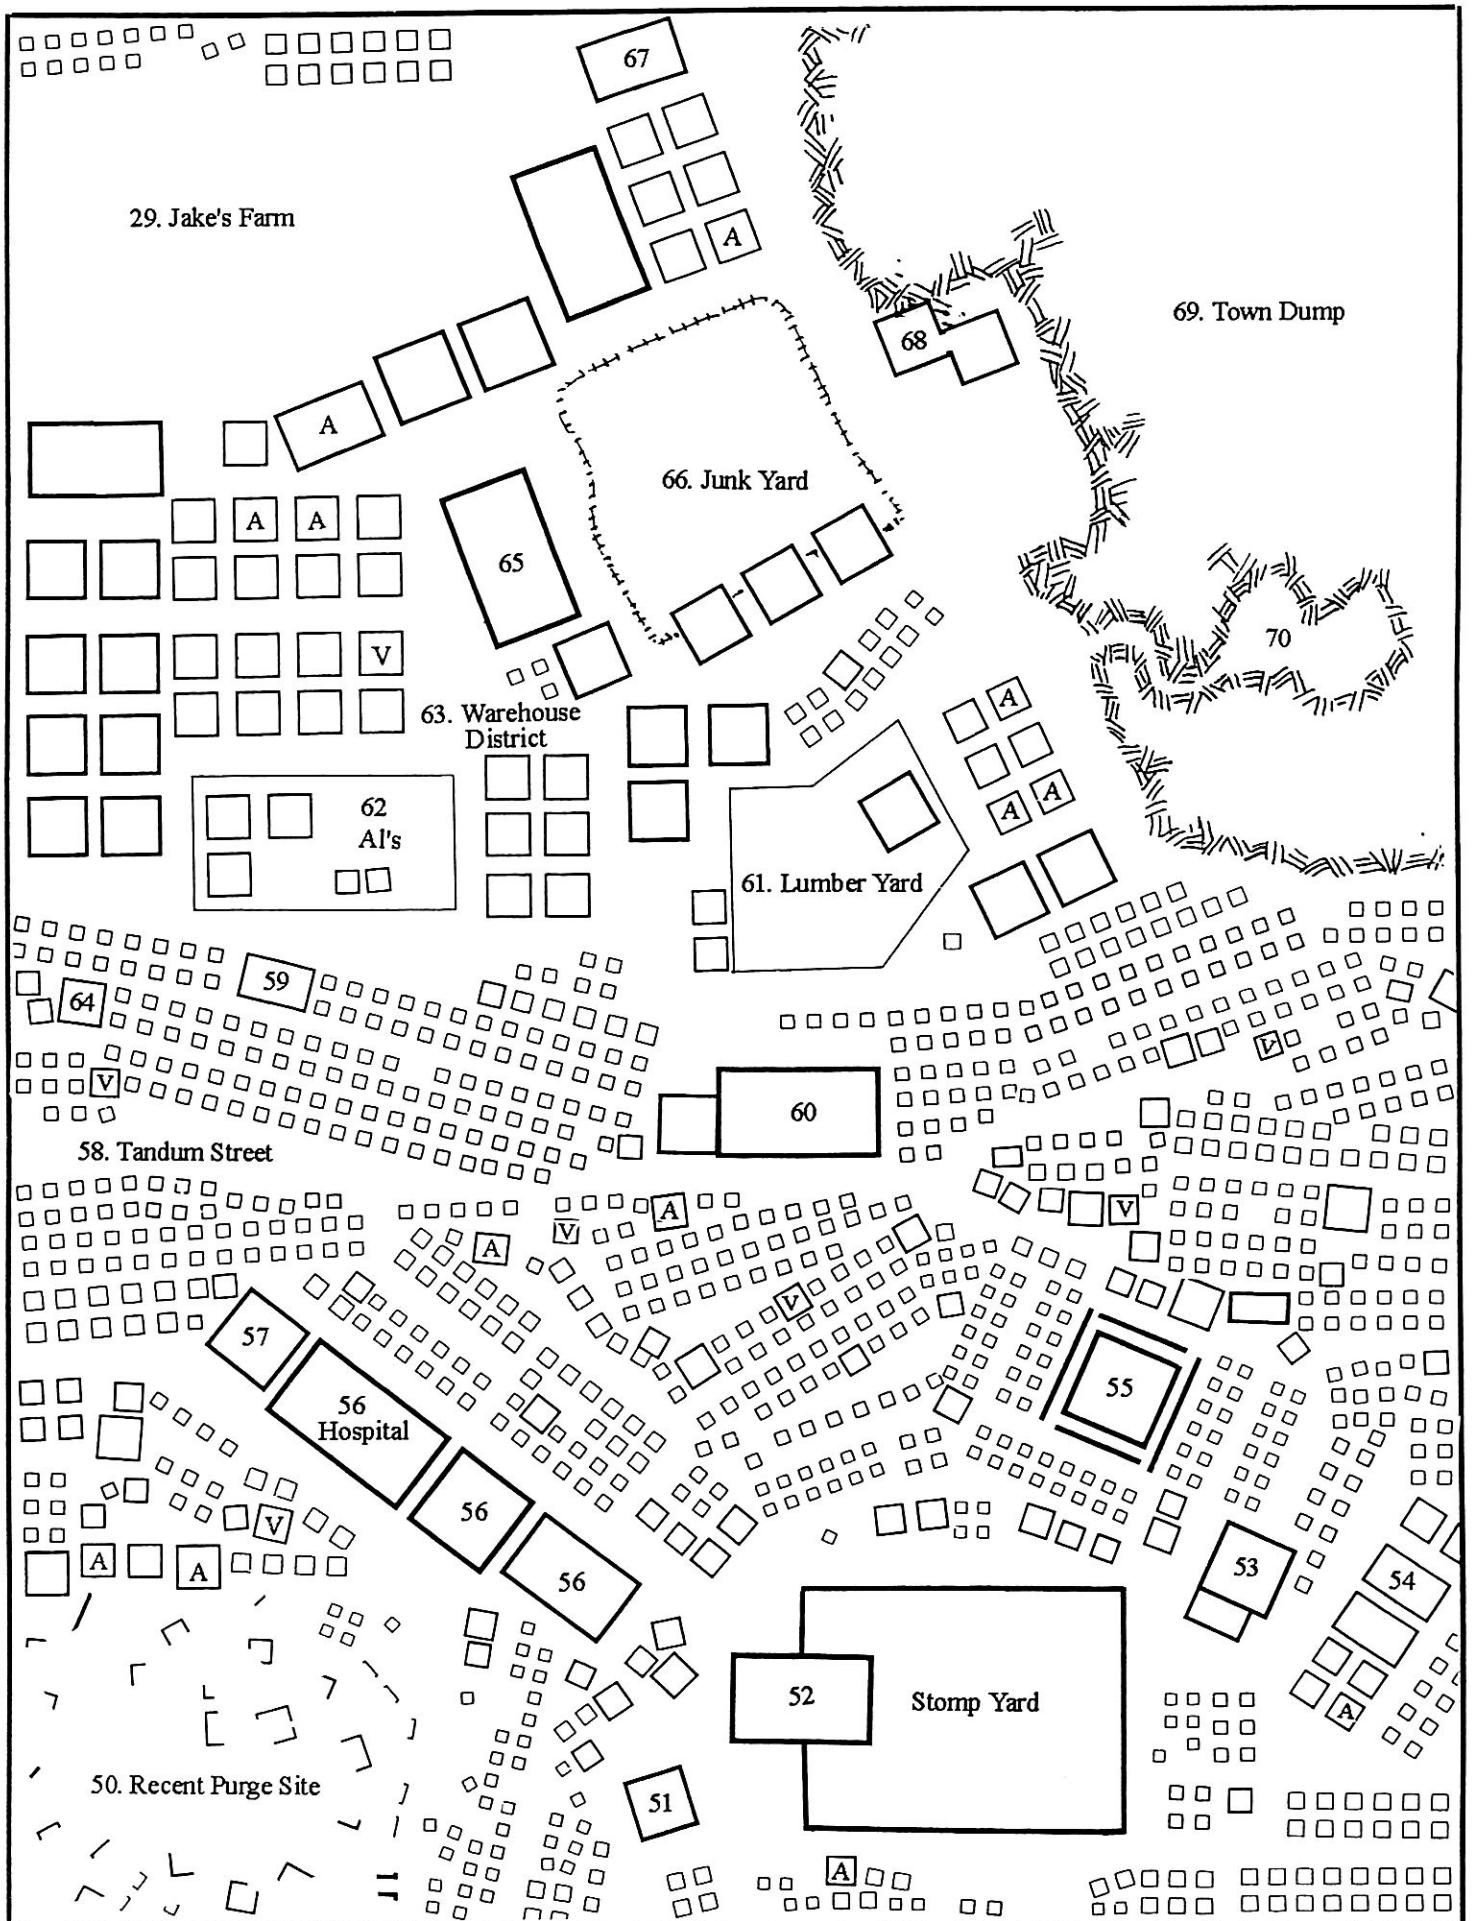 67
29. Jake's Farm
A
69. Town Dump
68
A
66. Junk Yard
A A
65
70
V
A
63. Warehouse
District
A
A
62
Al's
61. Lumber Yard
59
64
V
V
60
58. Tandum Street
A
V
V
A
V
57
55
56
Hospital
56
V
A
A
53
56
54
52
Stomp Yard
A
50. Recent Purge Site
51
A